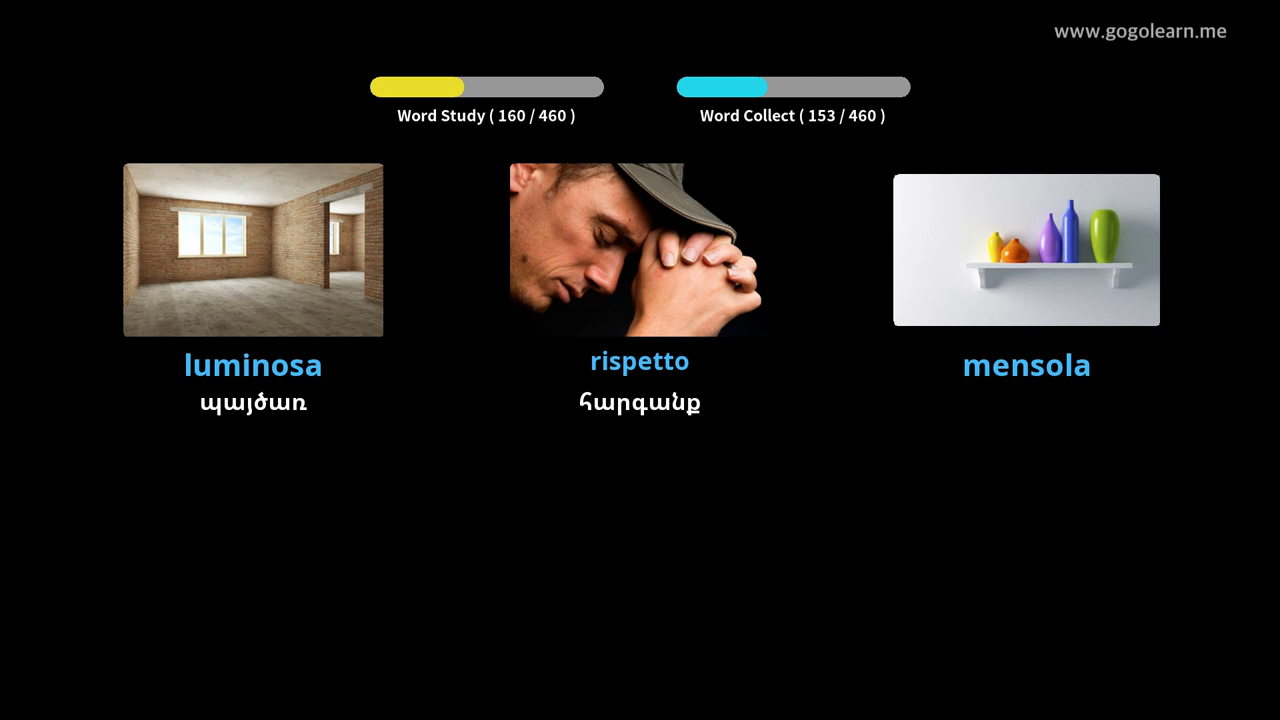 www.gogolearn.me
Word Study ( 160 / 460 )
Word Collect ( 153 / 460 )
luminosa
պայծառ
rispetto
հարգանք
mensola